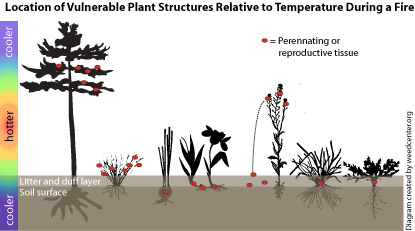 Location of Vulnerable Plant Structures Relative to Temperature During a Fire
cooler
hotter
cooler
= Perennating or
reproductive tissue
Litter and duff layer
Soil surface
Diagram created by weedcenter.org